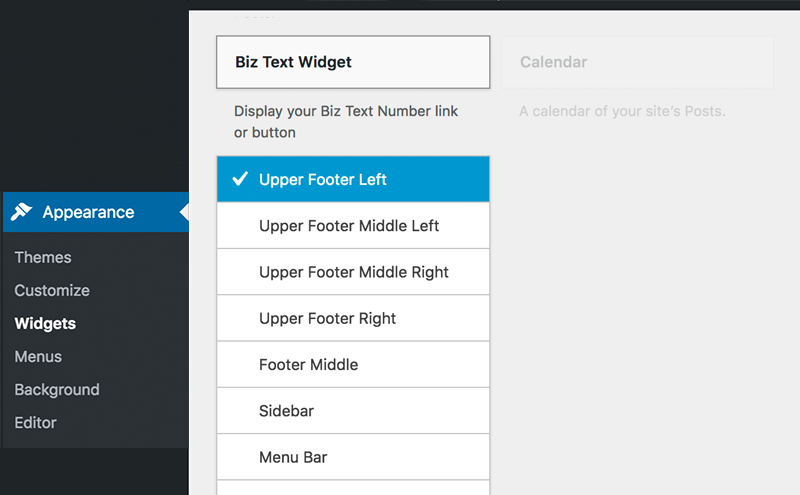 Appearance
Themes
Customize
Widgets
Menus
Background
Editor
Biz Text Widget
Display your Biz Text Number link
or button
Upper Footer Left
Upper Footer Middle Left
Upper Footer Middle Right
Upper Footer Right
Footer Middle
Sidebar
Menu Bar
Calendar
A calendar of your site's Posts.